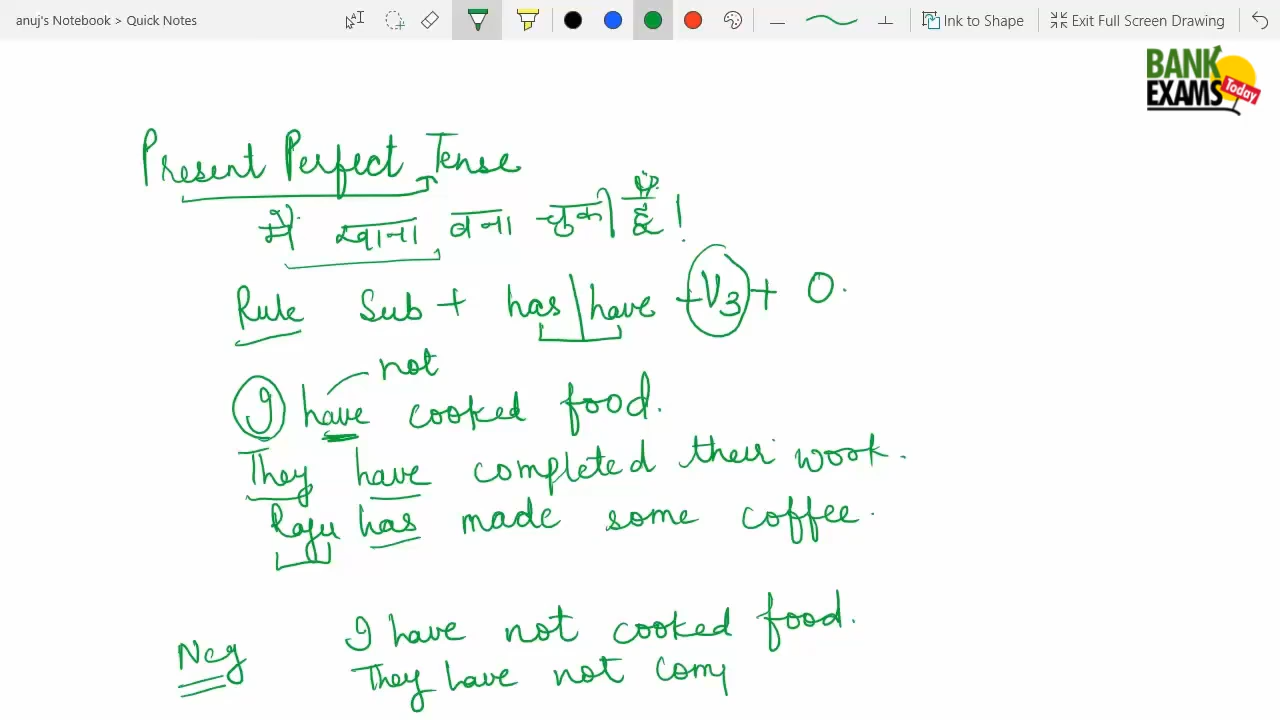 anuj's Notebook > Quick Notes
Ink to Shape
Exit Full Screen Drawing
BANK EXAMS Today
Present Perfect Tense
मैं खाना बना चुकी हूँ !
Rule Sub + has | have + V3 + O.
not
I have cooked food.
They have completed their work.
Raju has made some coffee.
Neg I have not cooked food.
They have not comp